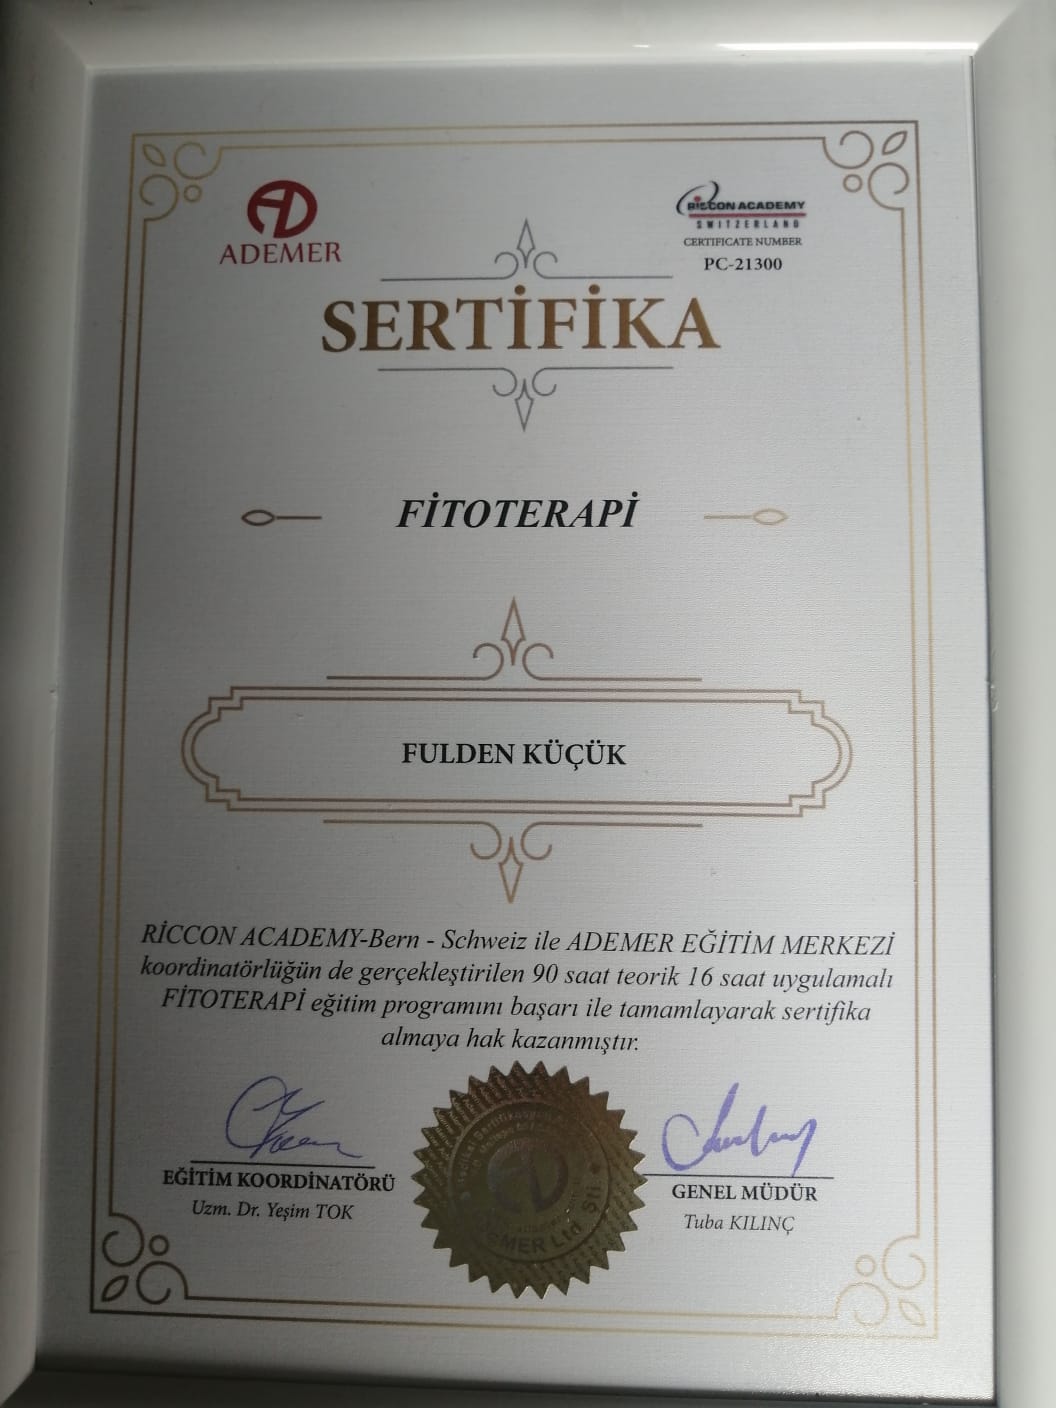 ADEMER
RICCON ACADEMY
SWITZERLAND
CERTIFICATE NUMBER
PC-21300
SERTİFİKA
FİTOTERAPİ
FULDEN KÜÇÜK
RİCCON ACADEMY-Bern - Schweiz ile ADEMER EĞİTİM MERKEZİ
koordinatörlüğün de gerçekleştirilen 90 saat teorik 16 saat uygulamalı
FİTOTERAPİ eğitim programını başarı ile tamamlayarak sertifika
almaya hak kazanmıştır.
EĞİTİM KOORDİNATÖRÜ
Uzm. Dr. Yeşim TOK
GENEL MÜDÜR
Tuba KILINÇ
ADEMER Ltd. Şti